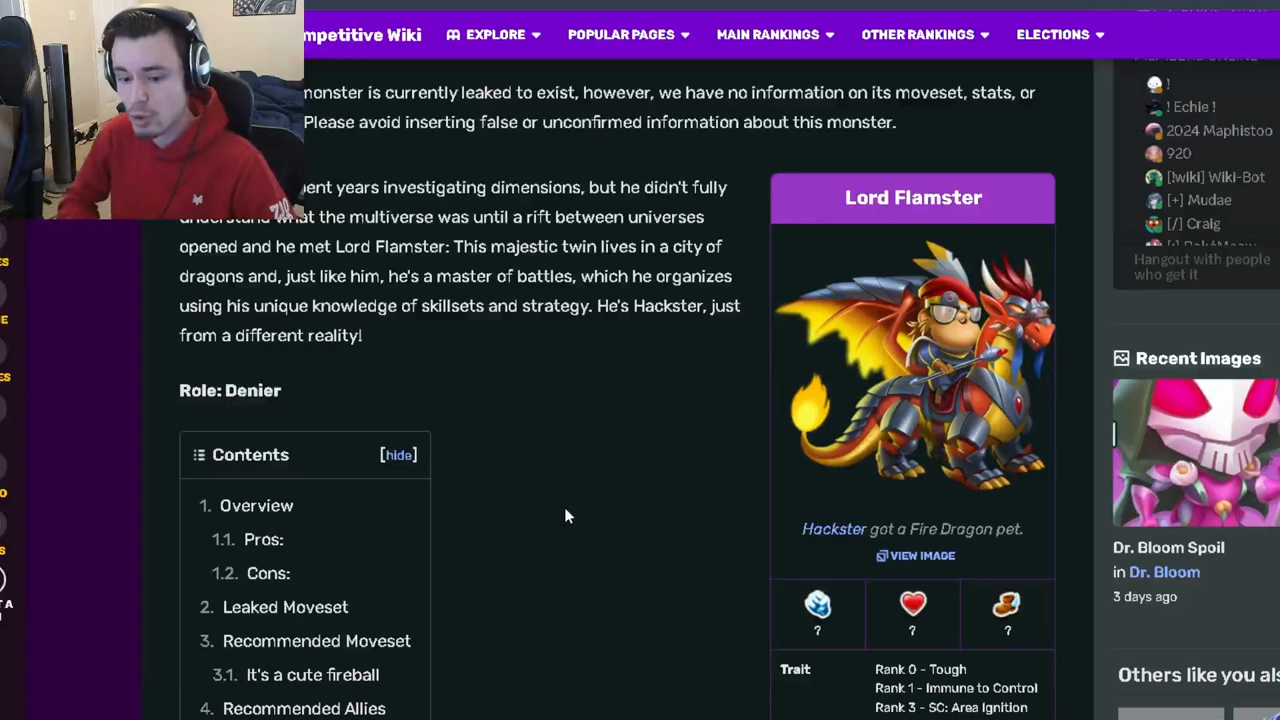 mpetitive Wiki
EXPLORE
POPULAR PAGES
MAIN RANKINGS
OTHER RANKINGS
ELECTIONS
monster is currently leaked to exist, however, we have no information on its moveset, stats, or
Please avoid inserting false or unconfirmed information about this monster.
ent years investigating dimensions, but he didn't fully
understand what the multiverse was until a rift between universes
opened and he met Lord Flamster: This majestic twin lives in a city of
dragons and, just like him, he's a master of battles, which he organizes
using his unique knowledge of skillsets and strategy. He's Hackster, just
from a different reality!
Role: Denier
Contents [hide]
1. Overview
1.1. Pros:
1.2. Cons:
2. Leaked Moveset
3. Recommended Moveset
3.1. It's a cute fireball
4. Recommended Allies
Lord Flamster
Hackster got a Fire Dragon pet.
VIEW IMAGE
? ? ?
Trait
Rank 0 - Tough
Rank 1 - Immune to Control
Rank 3 - SC: Area Ignition
!
! Echie !
2024 Maphistoo
920
[!wiki] Wiki-Bot
[+] Mudae
[/] Craig
Hangout with people
who get it
Recent Images
Dr. Bloom Spoil
in Dr. Bloom
3 days ago
Others like you als